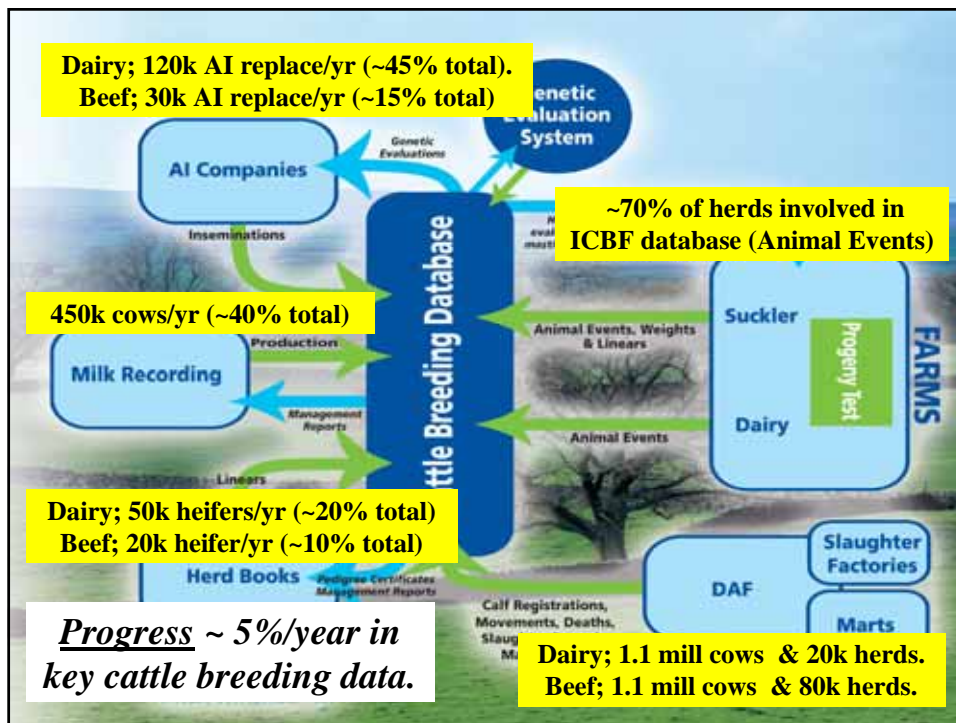 Dairy; 120k AI replace/yr (~45% total).
Beef; 30k AI replace/yr (~15% total)
Genetic
Evaluation
System
Genetic
Evaluations
AI Companies
Inseminations
~70% of herds involved in
ICBF database (Animal Events)
450k cows/yr (~40% total)
Production
Milk Recording
Management
Reports
Cattle Breeding Database
Suckler
Animal Events, Weights
& Linears
Progeny Test
FARMS
Dairy
Animal Events
Linears
Dairy; 50k heifers/yr (~20% total)
Beef; 20k heifer/yr (~10% total)
Herd Books
Pedigree Certificates
Management Reports
Slaughter
Factories
DAF
Marts
Calf Registrations,
Movements, Deaths,
Progress ~ 5%/year in
key cattle breeding data.
Dairy; 1.1 mill cows & 20k herds.
Beef; 1.1 mill cows & 80k herds.